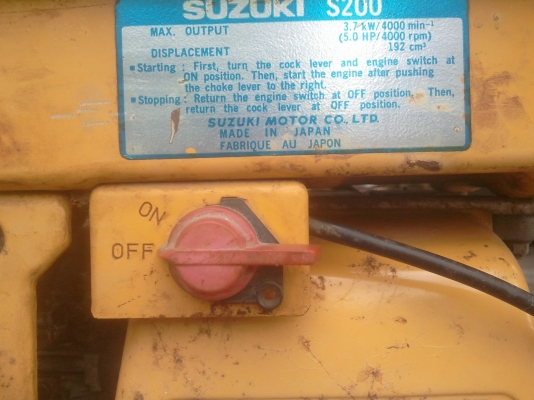 SUZUKI S200
MAX. OUTPUT 3.7 kW/4000 min⁻¹
(5.0 HP/4000 rpm)
DISPLACEMENT 192 cm³
• Starting : First, turn the cock lever and engine switch at
ON position. Then, start the engine after pushing
the choke lever to the right.
• Stopping : Return the engine switch at OFF position. Then,
return the cock lever at OFF position.
SUZUKI MOTOR CO., LTD.
MADE IN JAPAN
FABRIQUE AU JAPON
ON
OFF